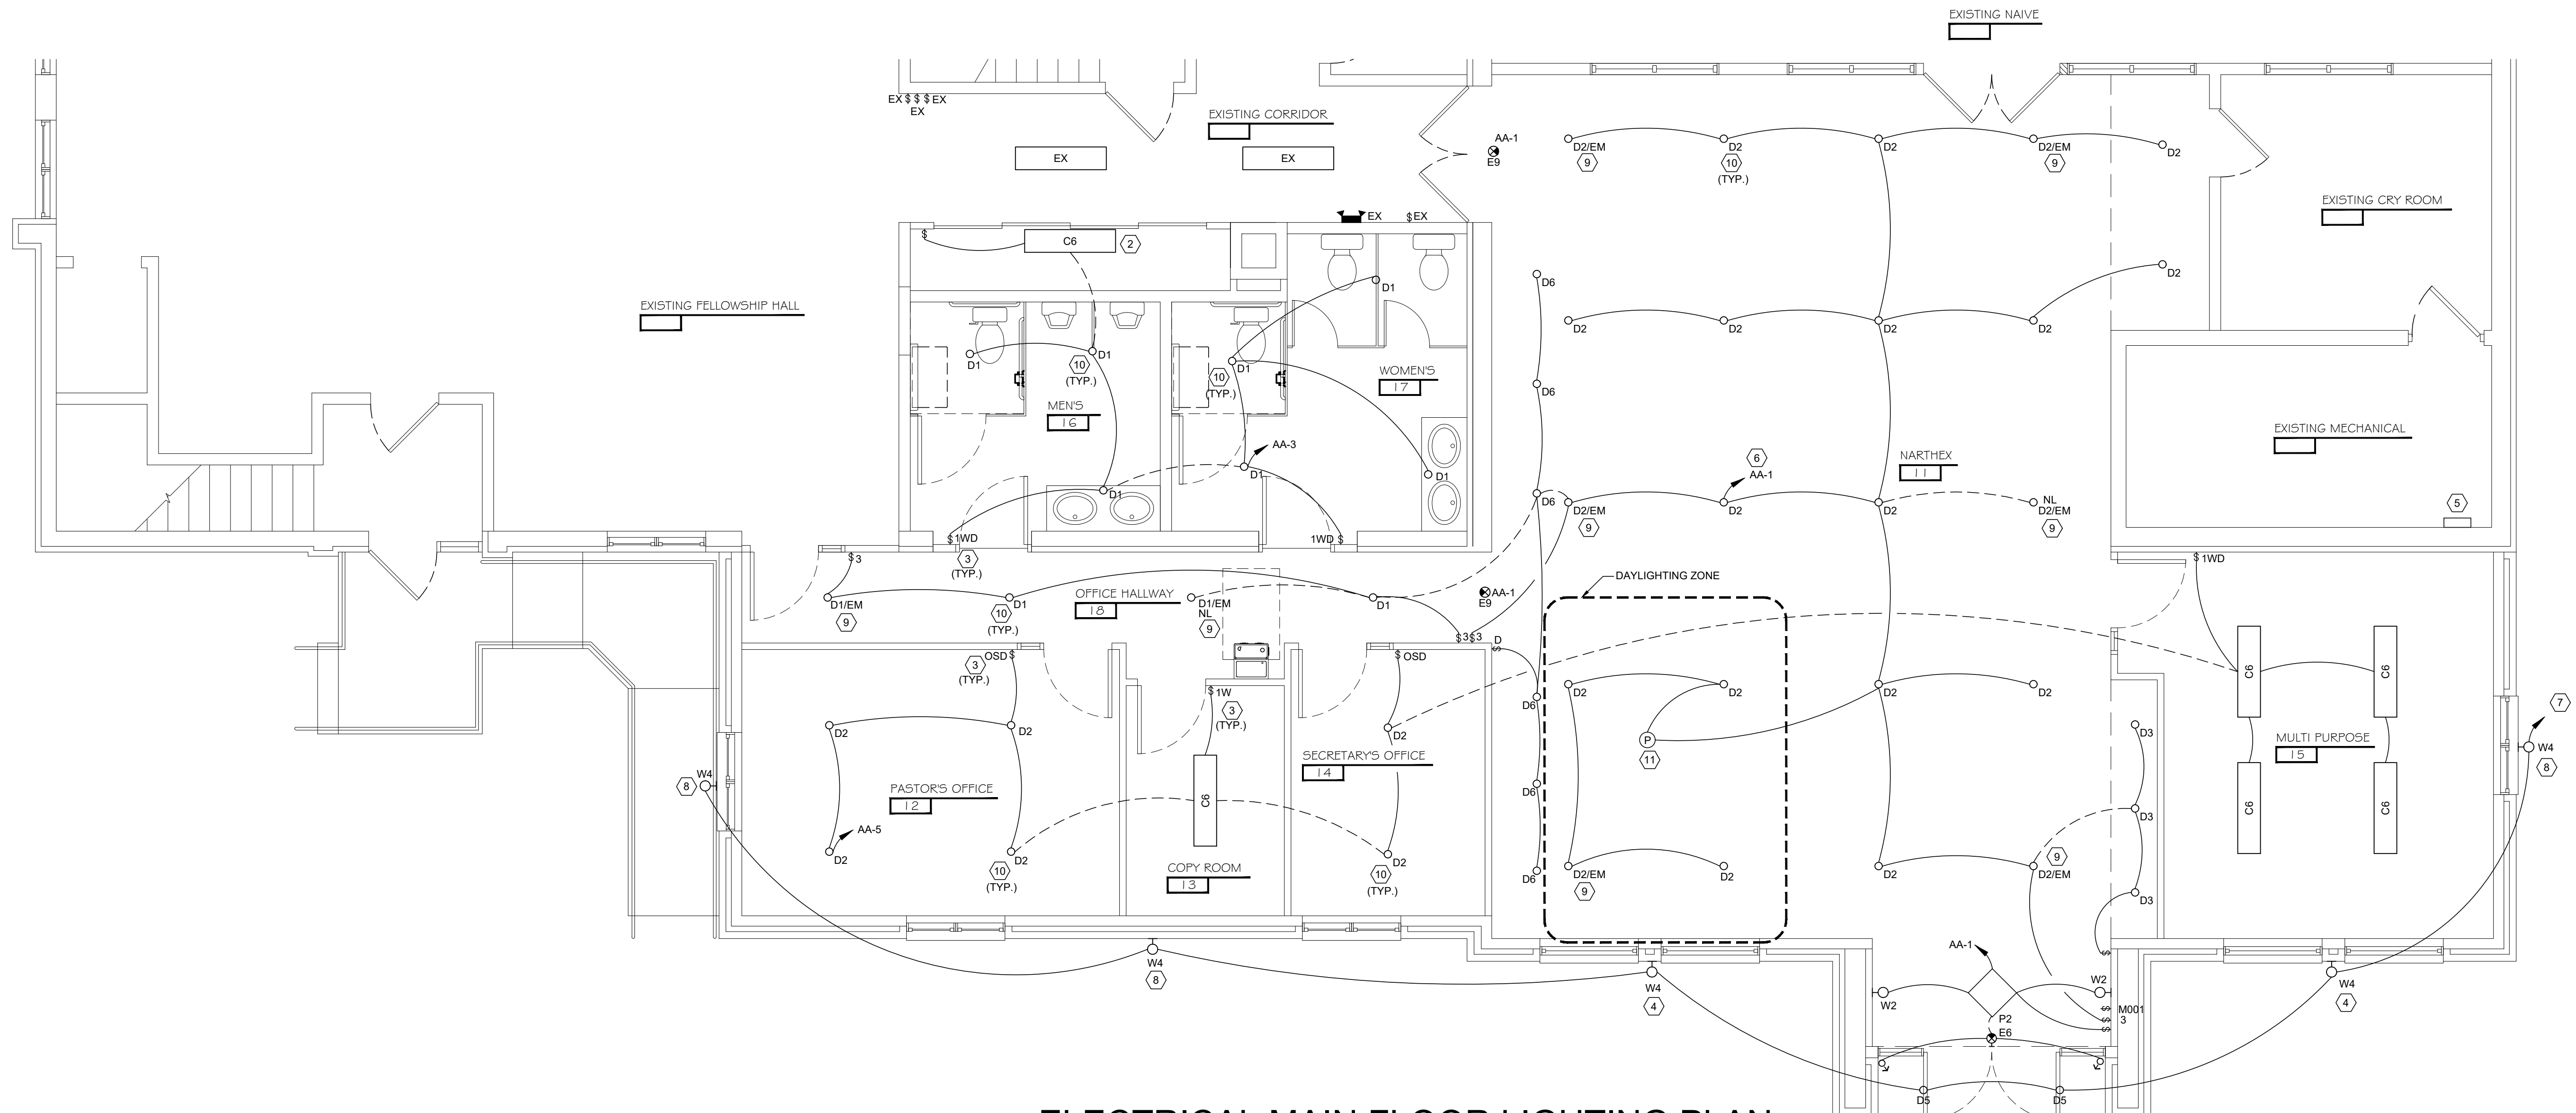 EXISTING NAIVE
EX $ $ $ EX
EX
EXISTING CORRIDOR
EX
EX
AA-1
E9
D2/EM
9
D2
10
(TYP.)
D2
D2/EM
9
D2
EXISTING CRY ROOM
EX
$EX
$
C6
2
D1
D6
D2
EXISTING FELLOWSHIP HALL
D2
D2
D2
D2
D1
D1
10
(TYP.)
D1
10
(TYP.)
WOMEN'S
17
D6
MEN'S
16
EXISTING MECHANICAL
AA-3
D1
D1
D1
6
AA-1
NARTHEX
11
D6
D2/EM
9
D2
D2
NL
D2/EM
9
5
$1WD
3
(TYP.)
1WD $
$3
$1WD
DAYLIGHTING ZONE
D1/EM
9
D1
10
(TYP.)
OFFICE HALLWAY
18
D1/EM
NL
9
D1
AA-1
E9
$3$3
D
$
3
(TYP.)
OSD$
$OSD
$1W
3
(TYP.)
D6
D2
D2
D2
D2
C6
C6
D2
D2
D2
P
11
D3
7
W4
8
MULTI PURPOSE
15
SECRETARY'S OFFICE
14
W4
8
PASTOR'S OFFICE
12
C6
D6
C6
C6
D3
AA-5
D2
D2
10
(TYP.)
D2
10
(TYP.)
COPY ROOM
13
D6
D2/EM
9
D2
D2
9
D2/EM
D3
AA-1
$
W4
8
W4
4
W2
W2
W4
4
$
$
$
M001
3
P2
E6
D5
D5
ELECTRICAL MAIN FLOOR LIGHTING PLAN